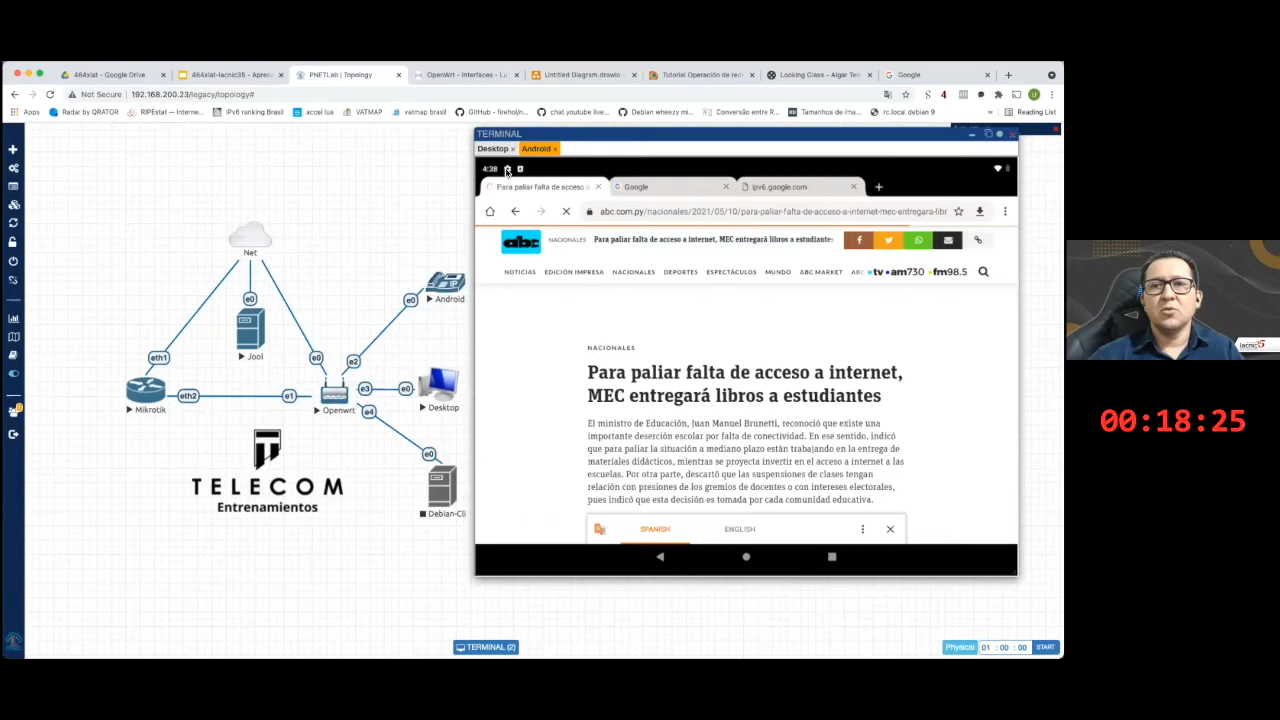 464xlat - Google Drive
464xlat-lacnic35 - Apres
PNETLab | Topology
OpenWrt - Interfaces - Lu
Untitled Diagram.drawio
Tutorial Operación de rec
Looking Glass - Algar Tel
Google
Not Secure | 192.168.200.23/legacy/topology#
Apps
Radar by QRATOR
RIPEstat — Interne...
IPv6 ranking Brasil
accel lua
VATMAP
vatmap brasil
GitHub - firehol/n...
chat youtube live...
Debian wheezy mi...
Conversão entre R...
Tamanhos de ima...
rc.local debian 9
Reading List
TERMINAL
Desktop x
Android x
4:38
Para paliar falta de acceso a
Google
ipv6.google.com
abc.com.py/nacionales/2021/05/10/para-paliar-falta-de-acceso-a-internet-mec-entregara-libr
abc
NACIONALES
Para paliar falta de acceso a internet, MEC entregará libros a estudiante
NOTICIAS
EDICIÓN IMPRESA
NACIONALES
DEPORTES
ESPECTÁCULOS
MUNDO
ABC MARKET
ABC
tv
am730
fm98.5
NACIONALES
Para paliar falta de acceso a internet,
MEC entregará libros a estudiantes
El ministro de Educación, Juan Manuel Brunetti, reconoció que existe una
importante deserción escolar por falta de conectividad. En ese sentido, indicó
que para paliar la situación a mediano plazo están trabajando en la entrega de
materiales didácticos, mientras se proyecta invertir en el acceso a internet a las
escuelas. Por otra parte, descartó que las suspensiones de clases tengan
relación con presiones de los gremios de docentes o con intereses electorales,
pues indicó que esta decisión es tomada por cada comunidad educativa.
SPANISH
ENGLISH
Net
e0
Jool
eth1
e0
e2
e0
Android
Mikrotik
eth2
e1
Openwrt
e3
e0
Desktop
e4
e0
Debian-Cli
TELECOM
Entrenamientos
TERMINAL (2)
Physical
01 : 00 : 00
START
lacnic
00:18:25